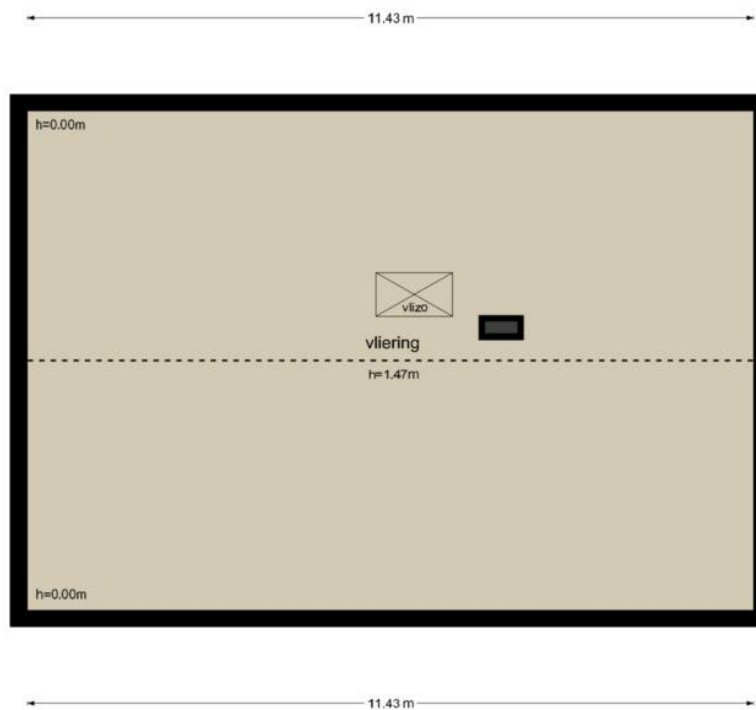 11.43 m
h=0.00m
vlizo
vliering
h=1.47m
h=0.00m
11.43 m